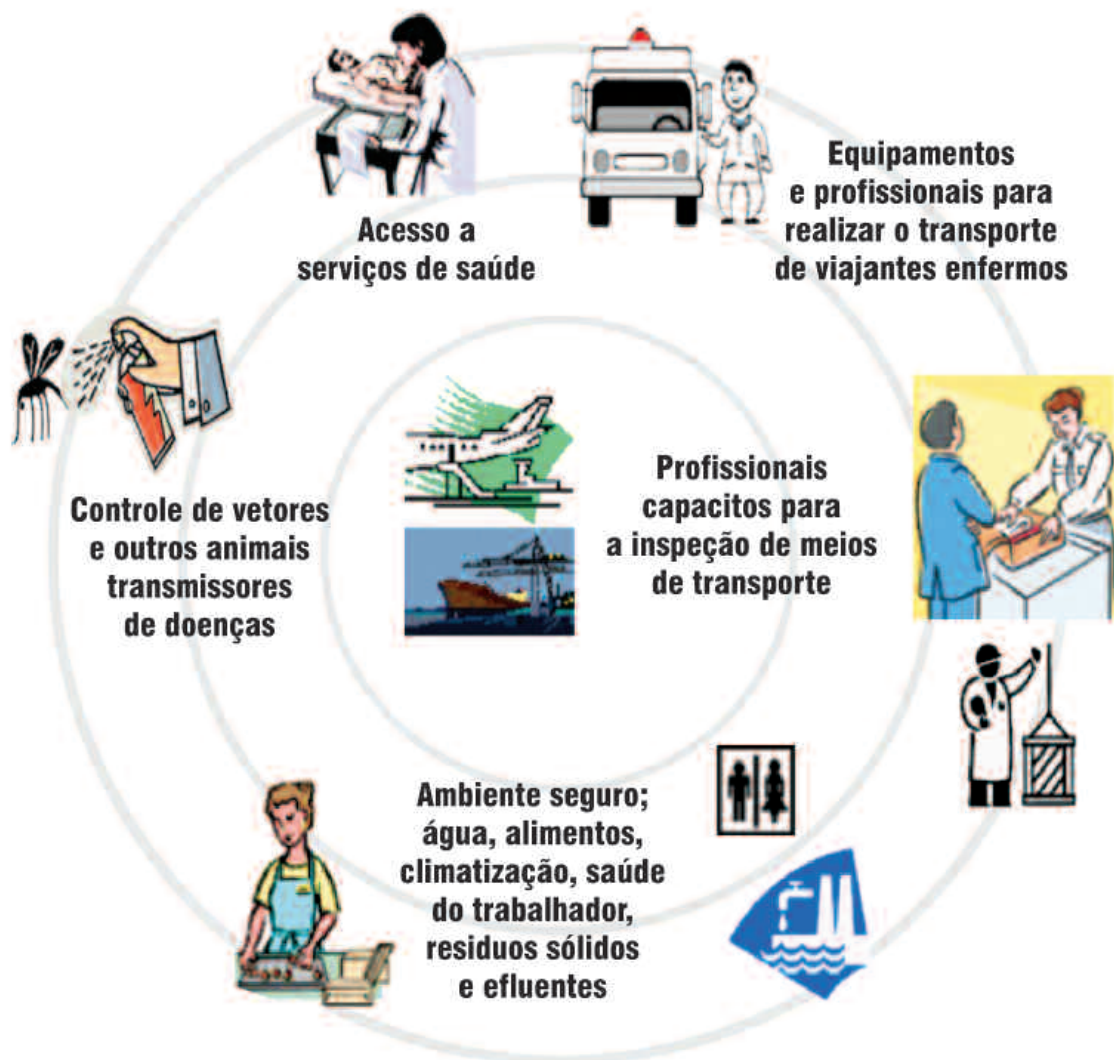 Acesso a
serviços de saúde
Equipamentos
e profissionais para
realizar o transporte
de viajantes enfermos
Controle de vetores
e outros animais
transmissores
de doenças
Profissionais
capacitos para
a inspeção de meios
de transporte
Ambiente seguro;
água, alimentos,
climatização, saúde
do trabalhador,
residuos sólidos
e efluentes